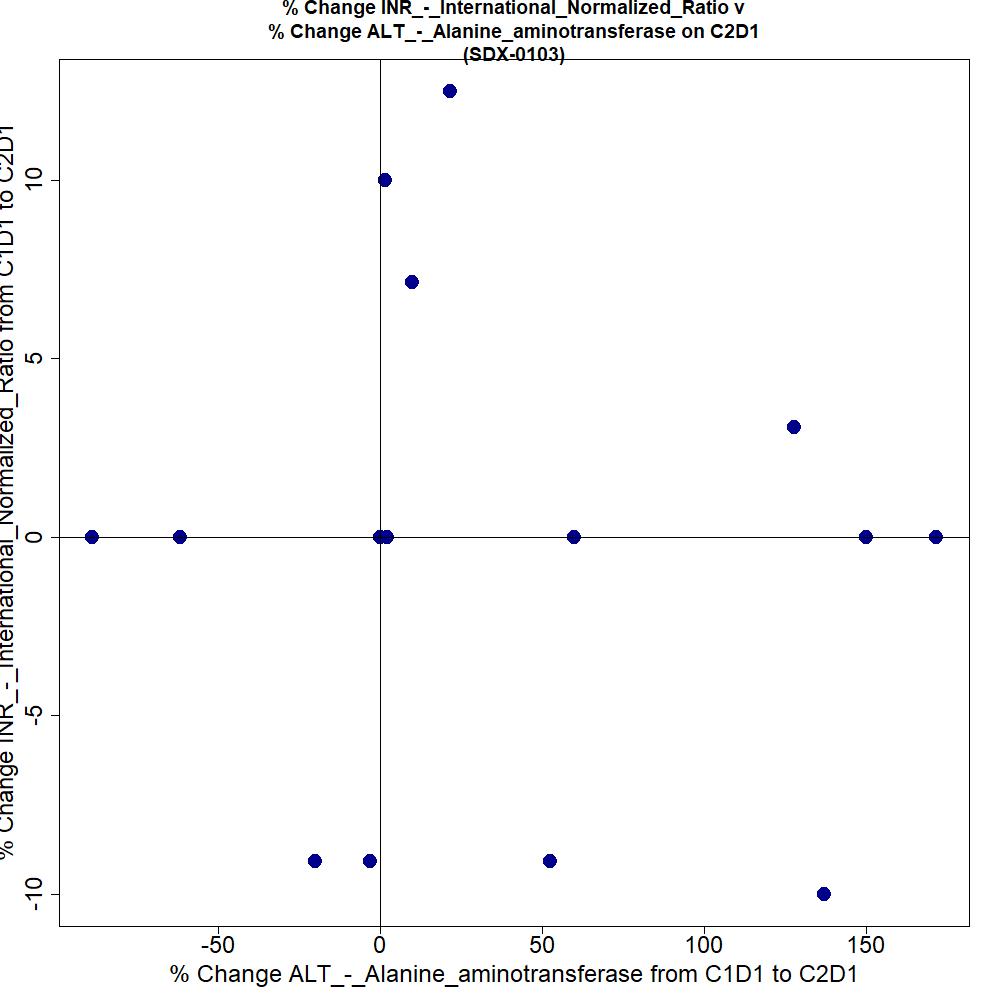 % Change INR_-_International_Normalized_Ratio v
% Change ALT_-_Alanine_aminotransferase on C2D1
(SDX-0103)
% Change INR_-_International_Normalized_Ratio from C1D1 to C2D1
10
5
0
-5
-10
-50
0
50
100
150
% Change ALT_-_Alanine_aminotransferase from C1D1 to C2D1